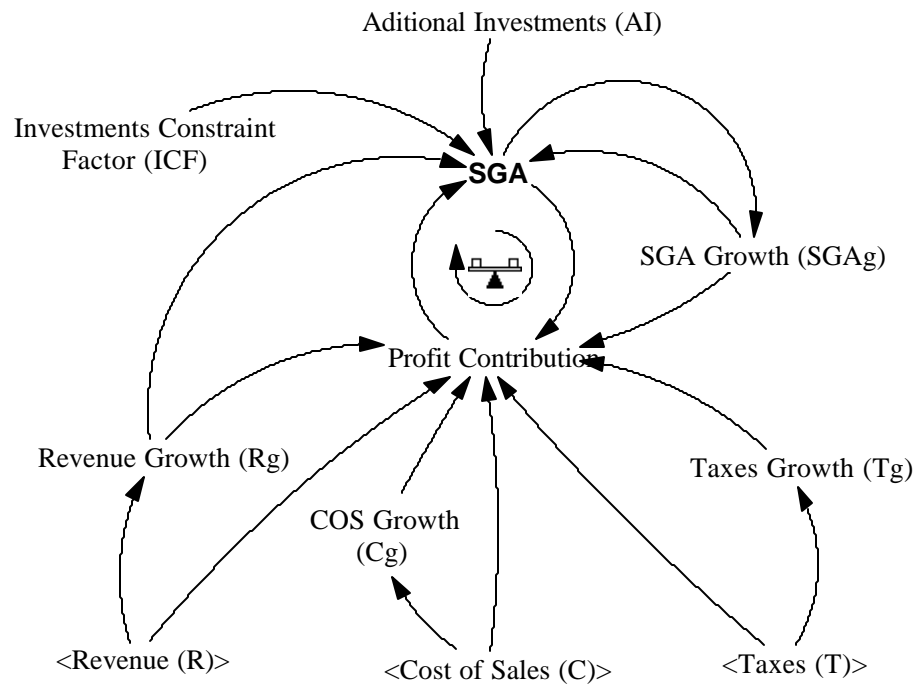 Aditional Investments (AI)
Investments Constraint
Factor (ICF)
SGA
SGA Growth (SGAg)
Profit Contribution
Revenue Growth (Rg)
Taxes Growth (Tg)
COS Growth
(Cg)
<Revenue (R)>
<Cost of Sales (C)>
<Taxes (T)>